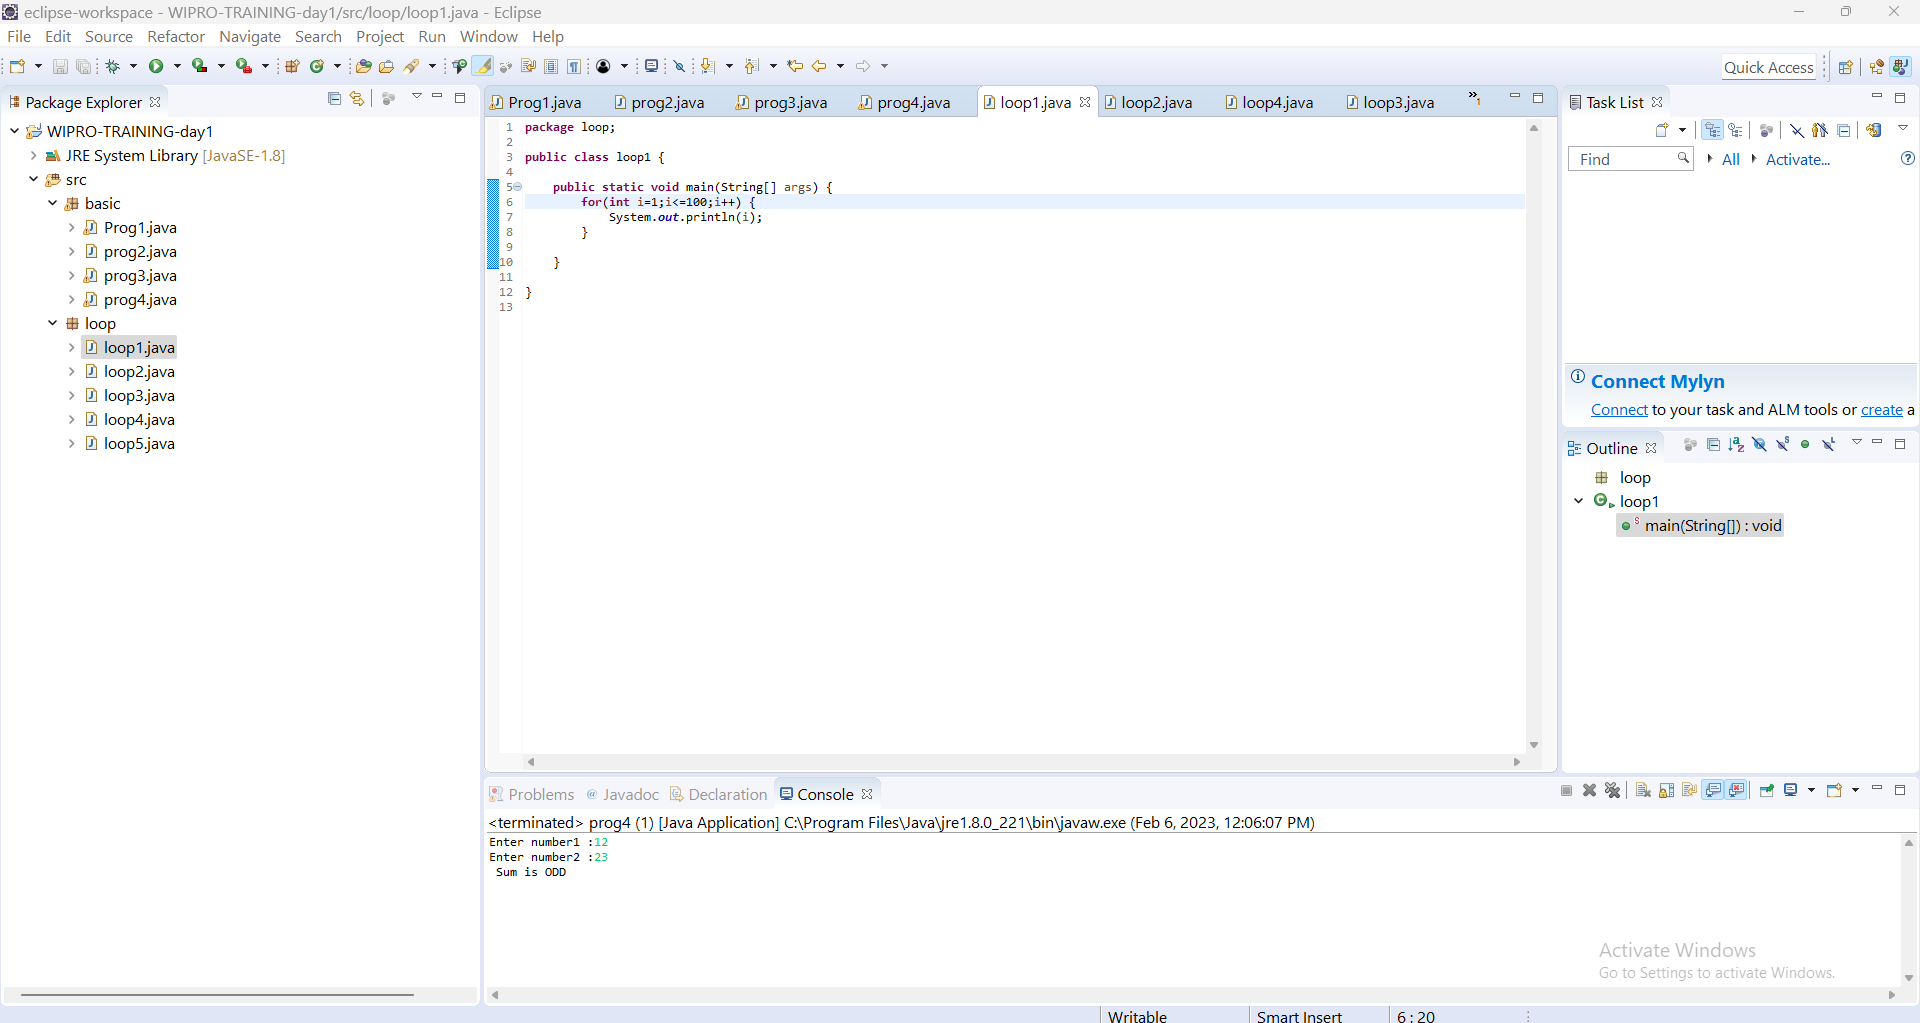 eclipse-workspace - WIPRO-TRAINING-day1/src/loop/loop1.java - Eclipse
File Edit Source Refactor Navigate Search Project Run Window Help
Quick Access
Package Explorer
WIPRO-TRAINING-day1
JRE System Library [JavaSE-1.8]
src
basic
Prog1.java
prog2.java
prog3.java
prog4.java
loop
loop1.java
loop2.java
loop3.java
loop4.java
loop5.java
Prog1.java prog2.java prog3.java prog4.java loop1.java loop2.java loop4.java loop3.java »1
1 package loop;
2
3 public class loop1 {
4
5 public static void main(String[] args) {
6 for(int i=1;i<=100;i++) {
7 System.out.println(i);
8 }
9
10 }
11
12 }
13
Task List
Find All Activate...
Connect Mylyn
Connect to your task and ALM tools or create a
Outline
loop
loop1
main(String[]) : void
Problems @ Javadoc Declaration Console
<terminated> prog4 (1) [Java Application] C:\Program Files\Java\jre1.8.0_221\bin\javaw.exe (Feb 6, 2023, 12:06:07 PM)
Enter number1 :12
Enter number2 :23
Sum is ODD
Activate Windows
Go to Settings to activate Windows.
Writable Smart Insert 6 : 20